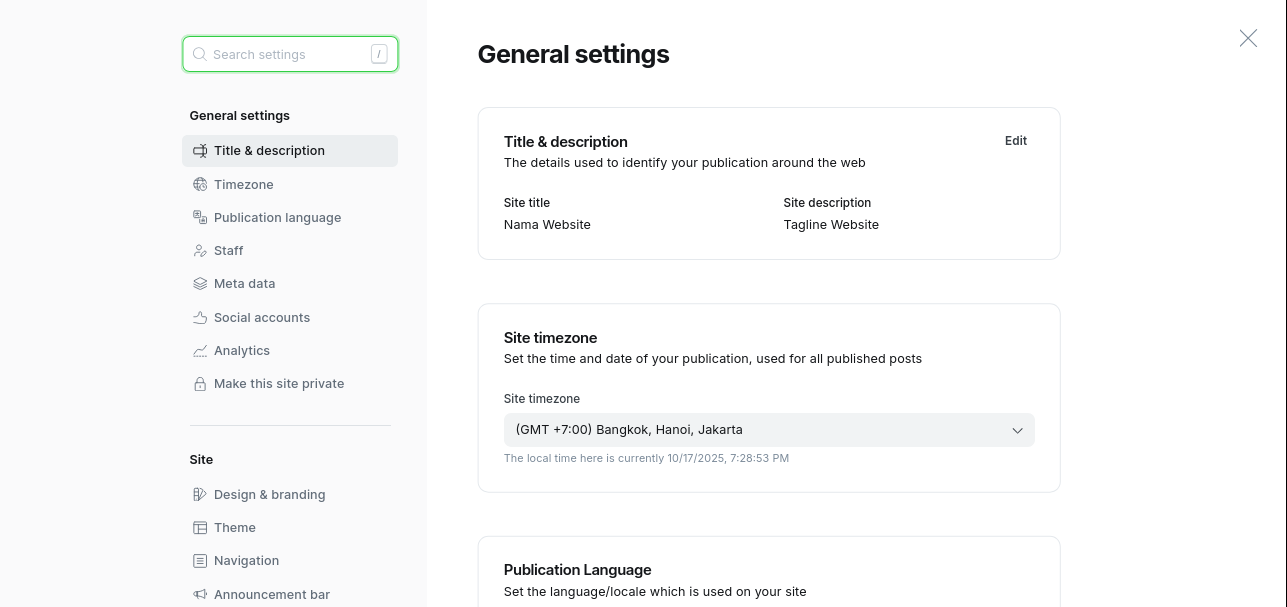 Search settings
/
General settings
Title & description
Timezone
Publication language
Staff
Meta data
Social accounts
Analytics
Make this site private
Site
Design & branding
Theme
Navigation
Announcement bar
General settings
Title & description
Edit
The details used to identify your publication around the web
Site title
Site description
Nama Website
Tagline Website
Site timezone
Set the time and date of your publication, used for all published posts
Site timezone
(GMT +7:00) Bangkok, Hanoi, Jakarta
The local time here is currently 10/17/2025, 7:28:53 PM
Publication Language
Set the language/locale which is used on your site